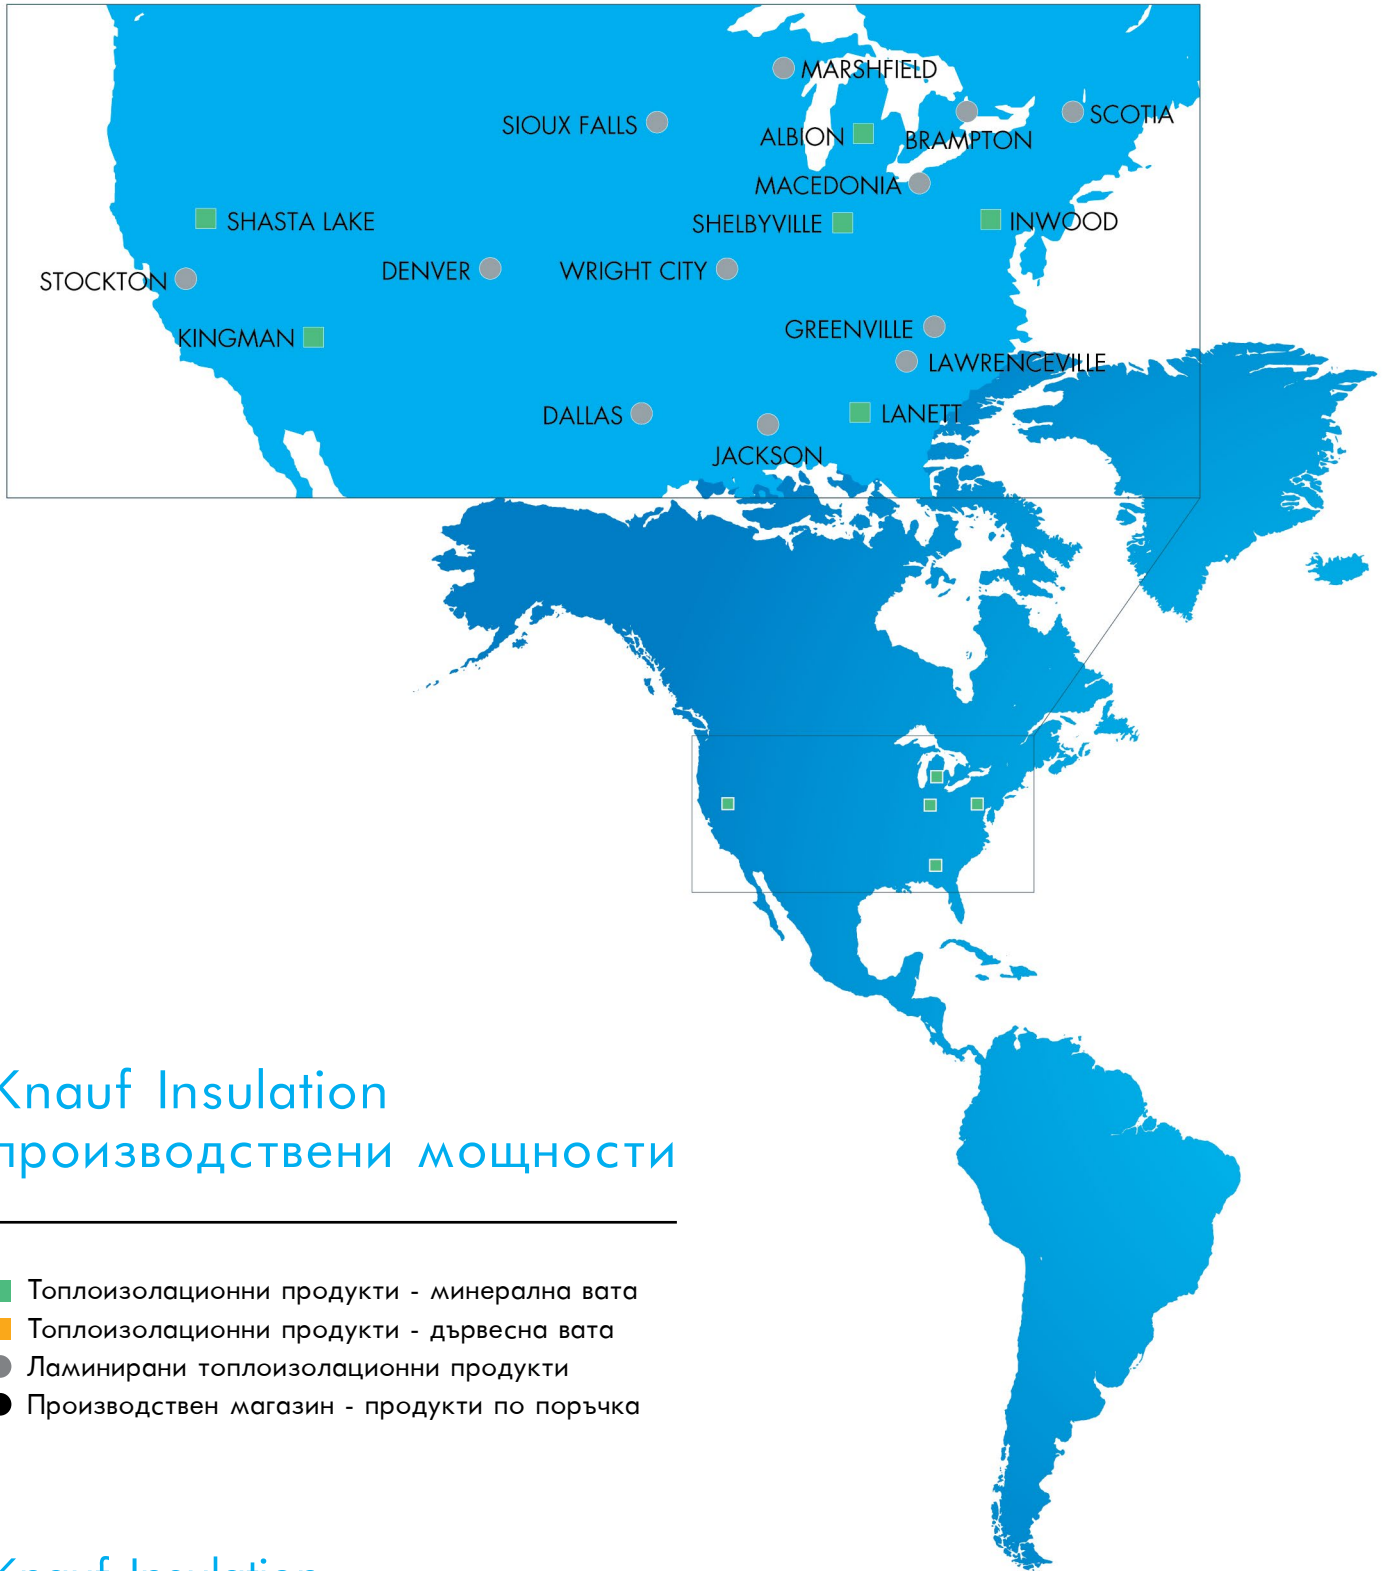 MARSHFIELD
SIOUX FALLS
ALBION
BRAMPTON
SCOTIA
MACEDONIA
SHASTA LAKE
SHELBYVILLE
INWOOD
STOCKTON
DENVER
WRIGHT CITY
KINGMAN
GREENVILLE
LAWRENCEVILLE
DALLAS
LANETT
JACKSON
Knauf Insulation
производствени мощности
Топлоизолационни продукти - минерална вата
Топлоизолационни продукти - дървесна вата
Ламинирани топлоизолационни продукти
Производствен магазин - продукти по поръчка
Knauf Insulation